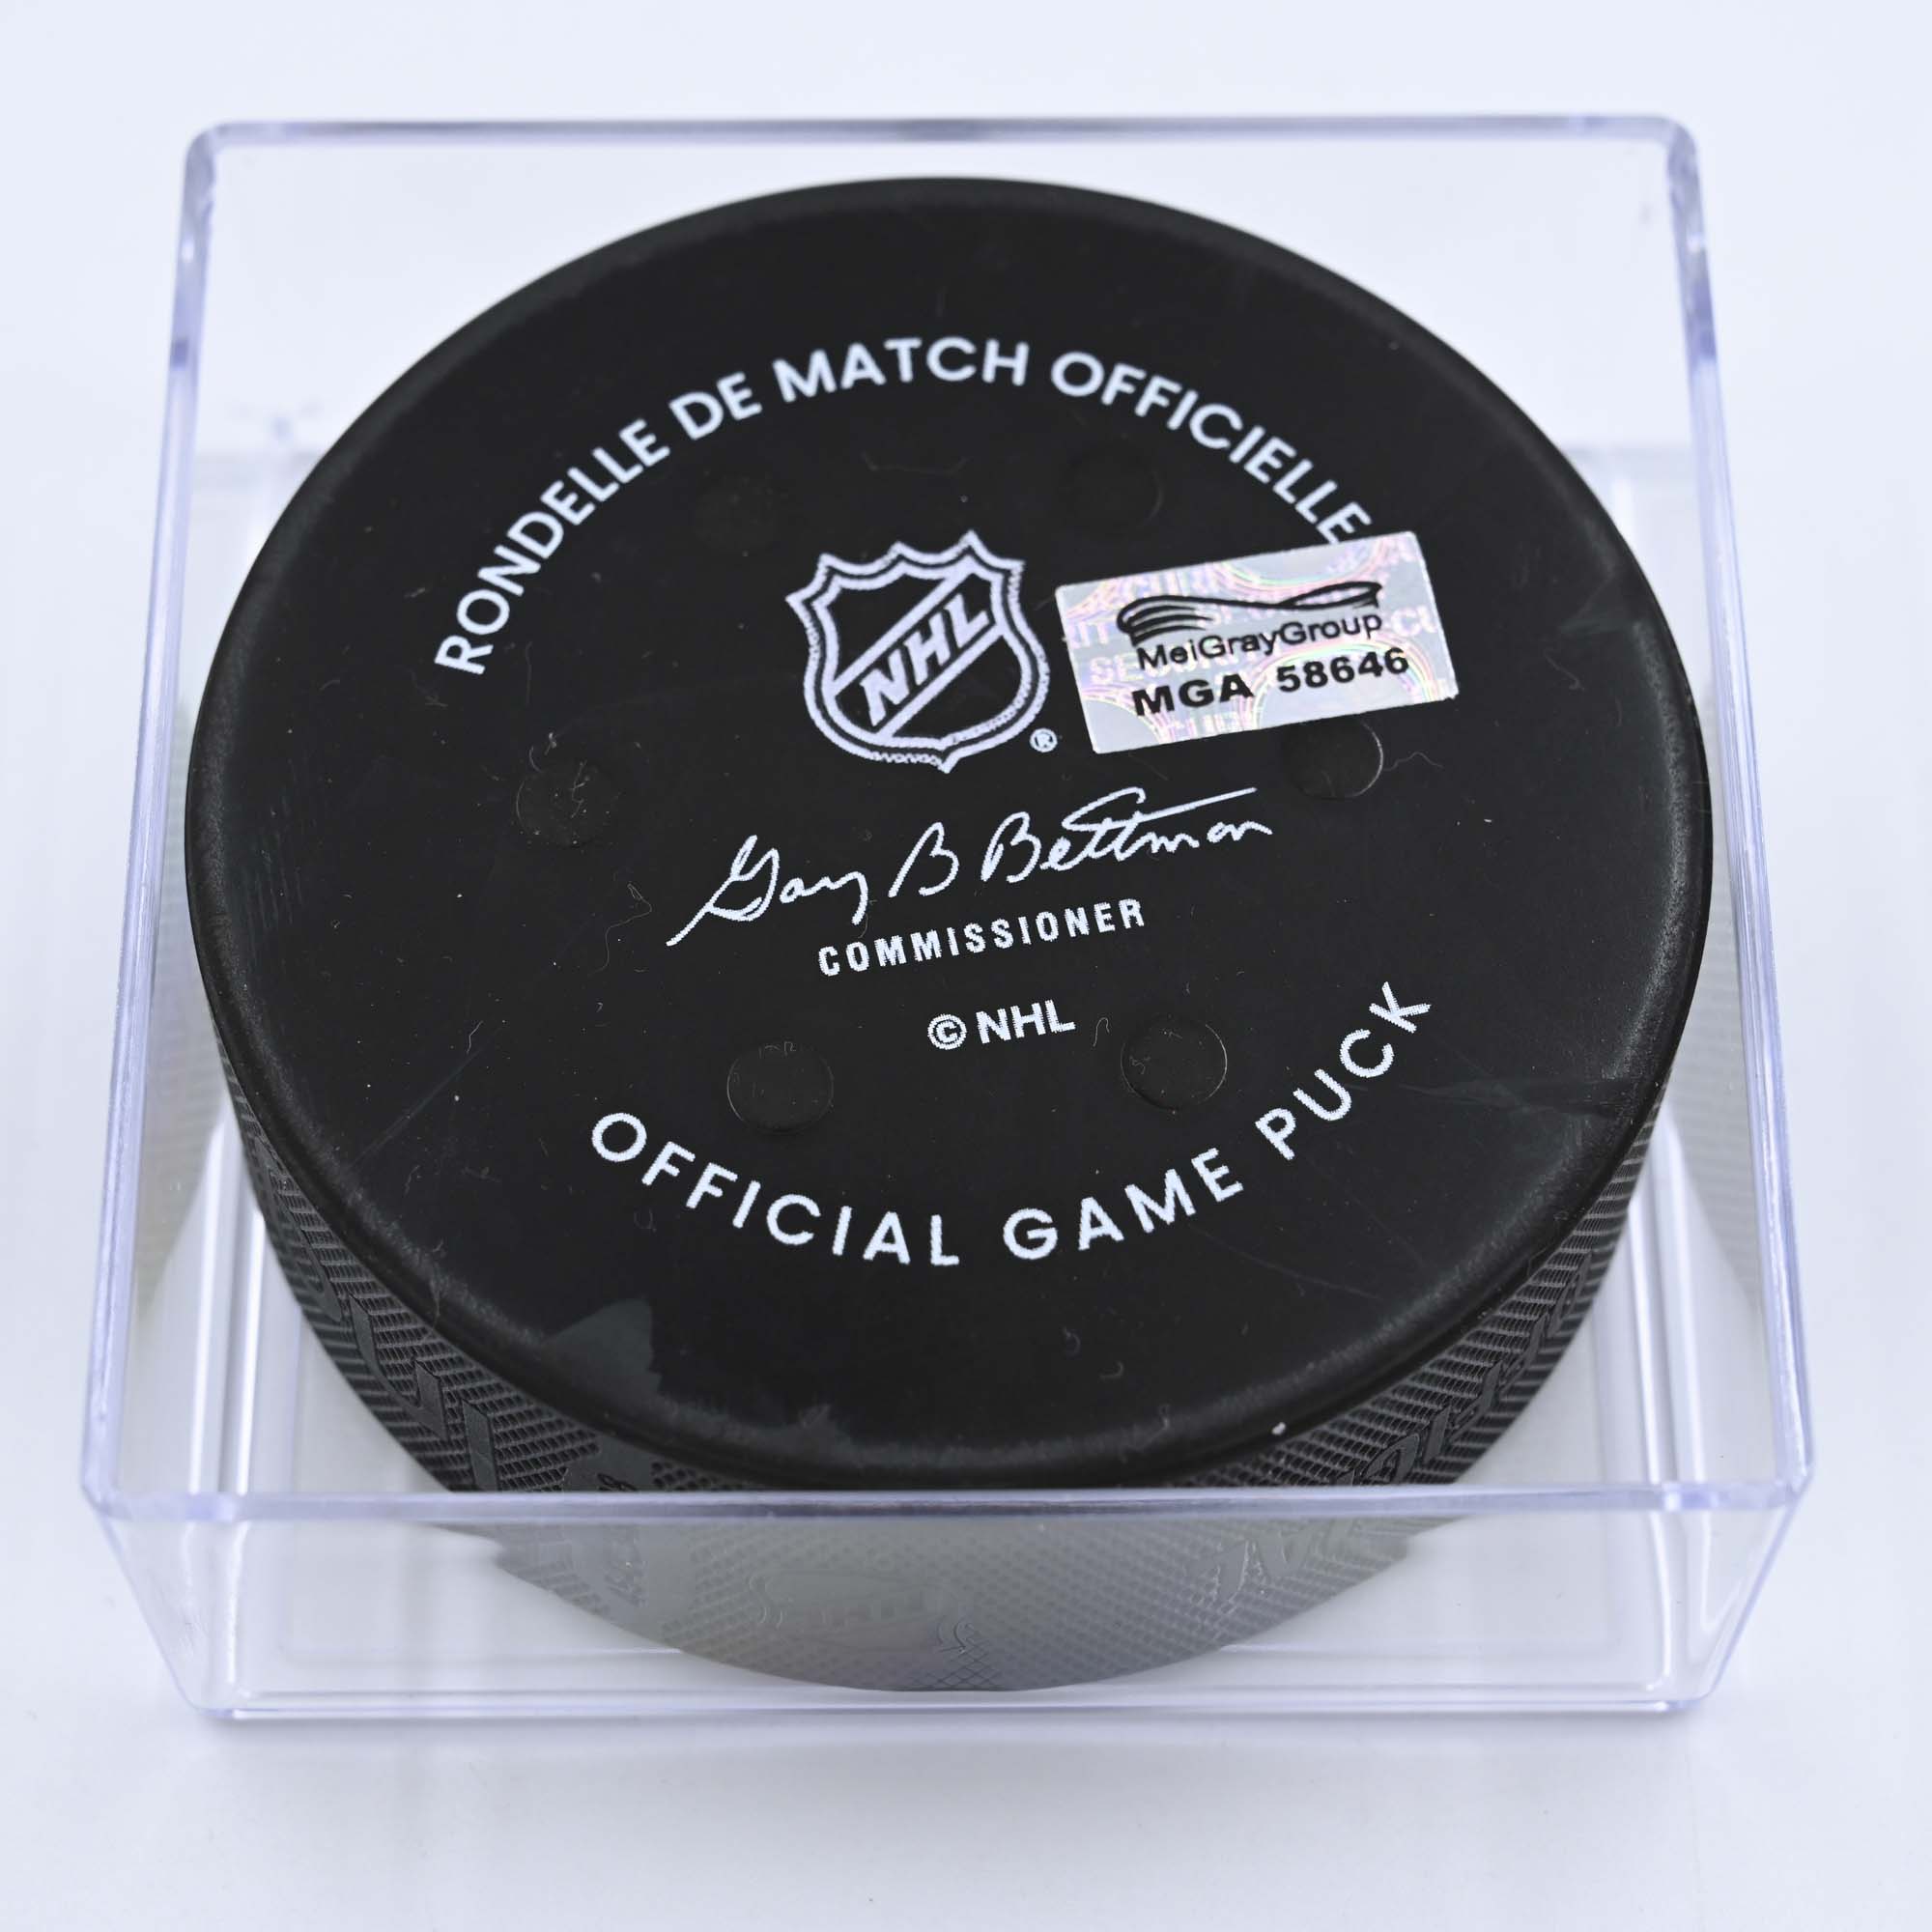 RONDELLE DE MATCH OFFICIELLE
NHL
®
MeiGrayGroup
MGA 58646
Gary B Bettman
COMMISSIONER
© NHL
OFFICIAL GAME PUCK